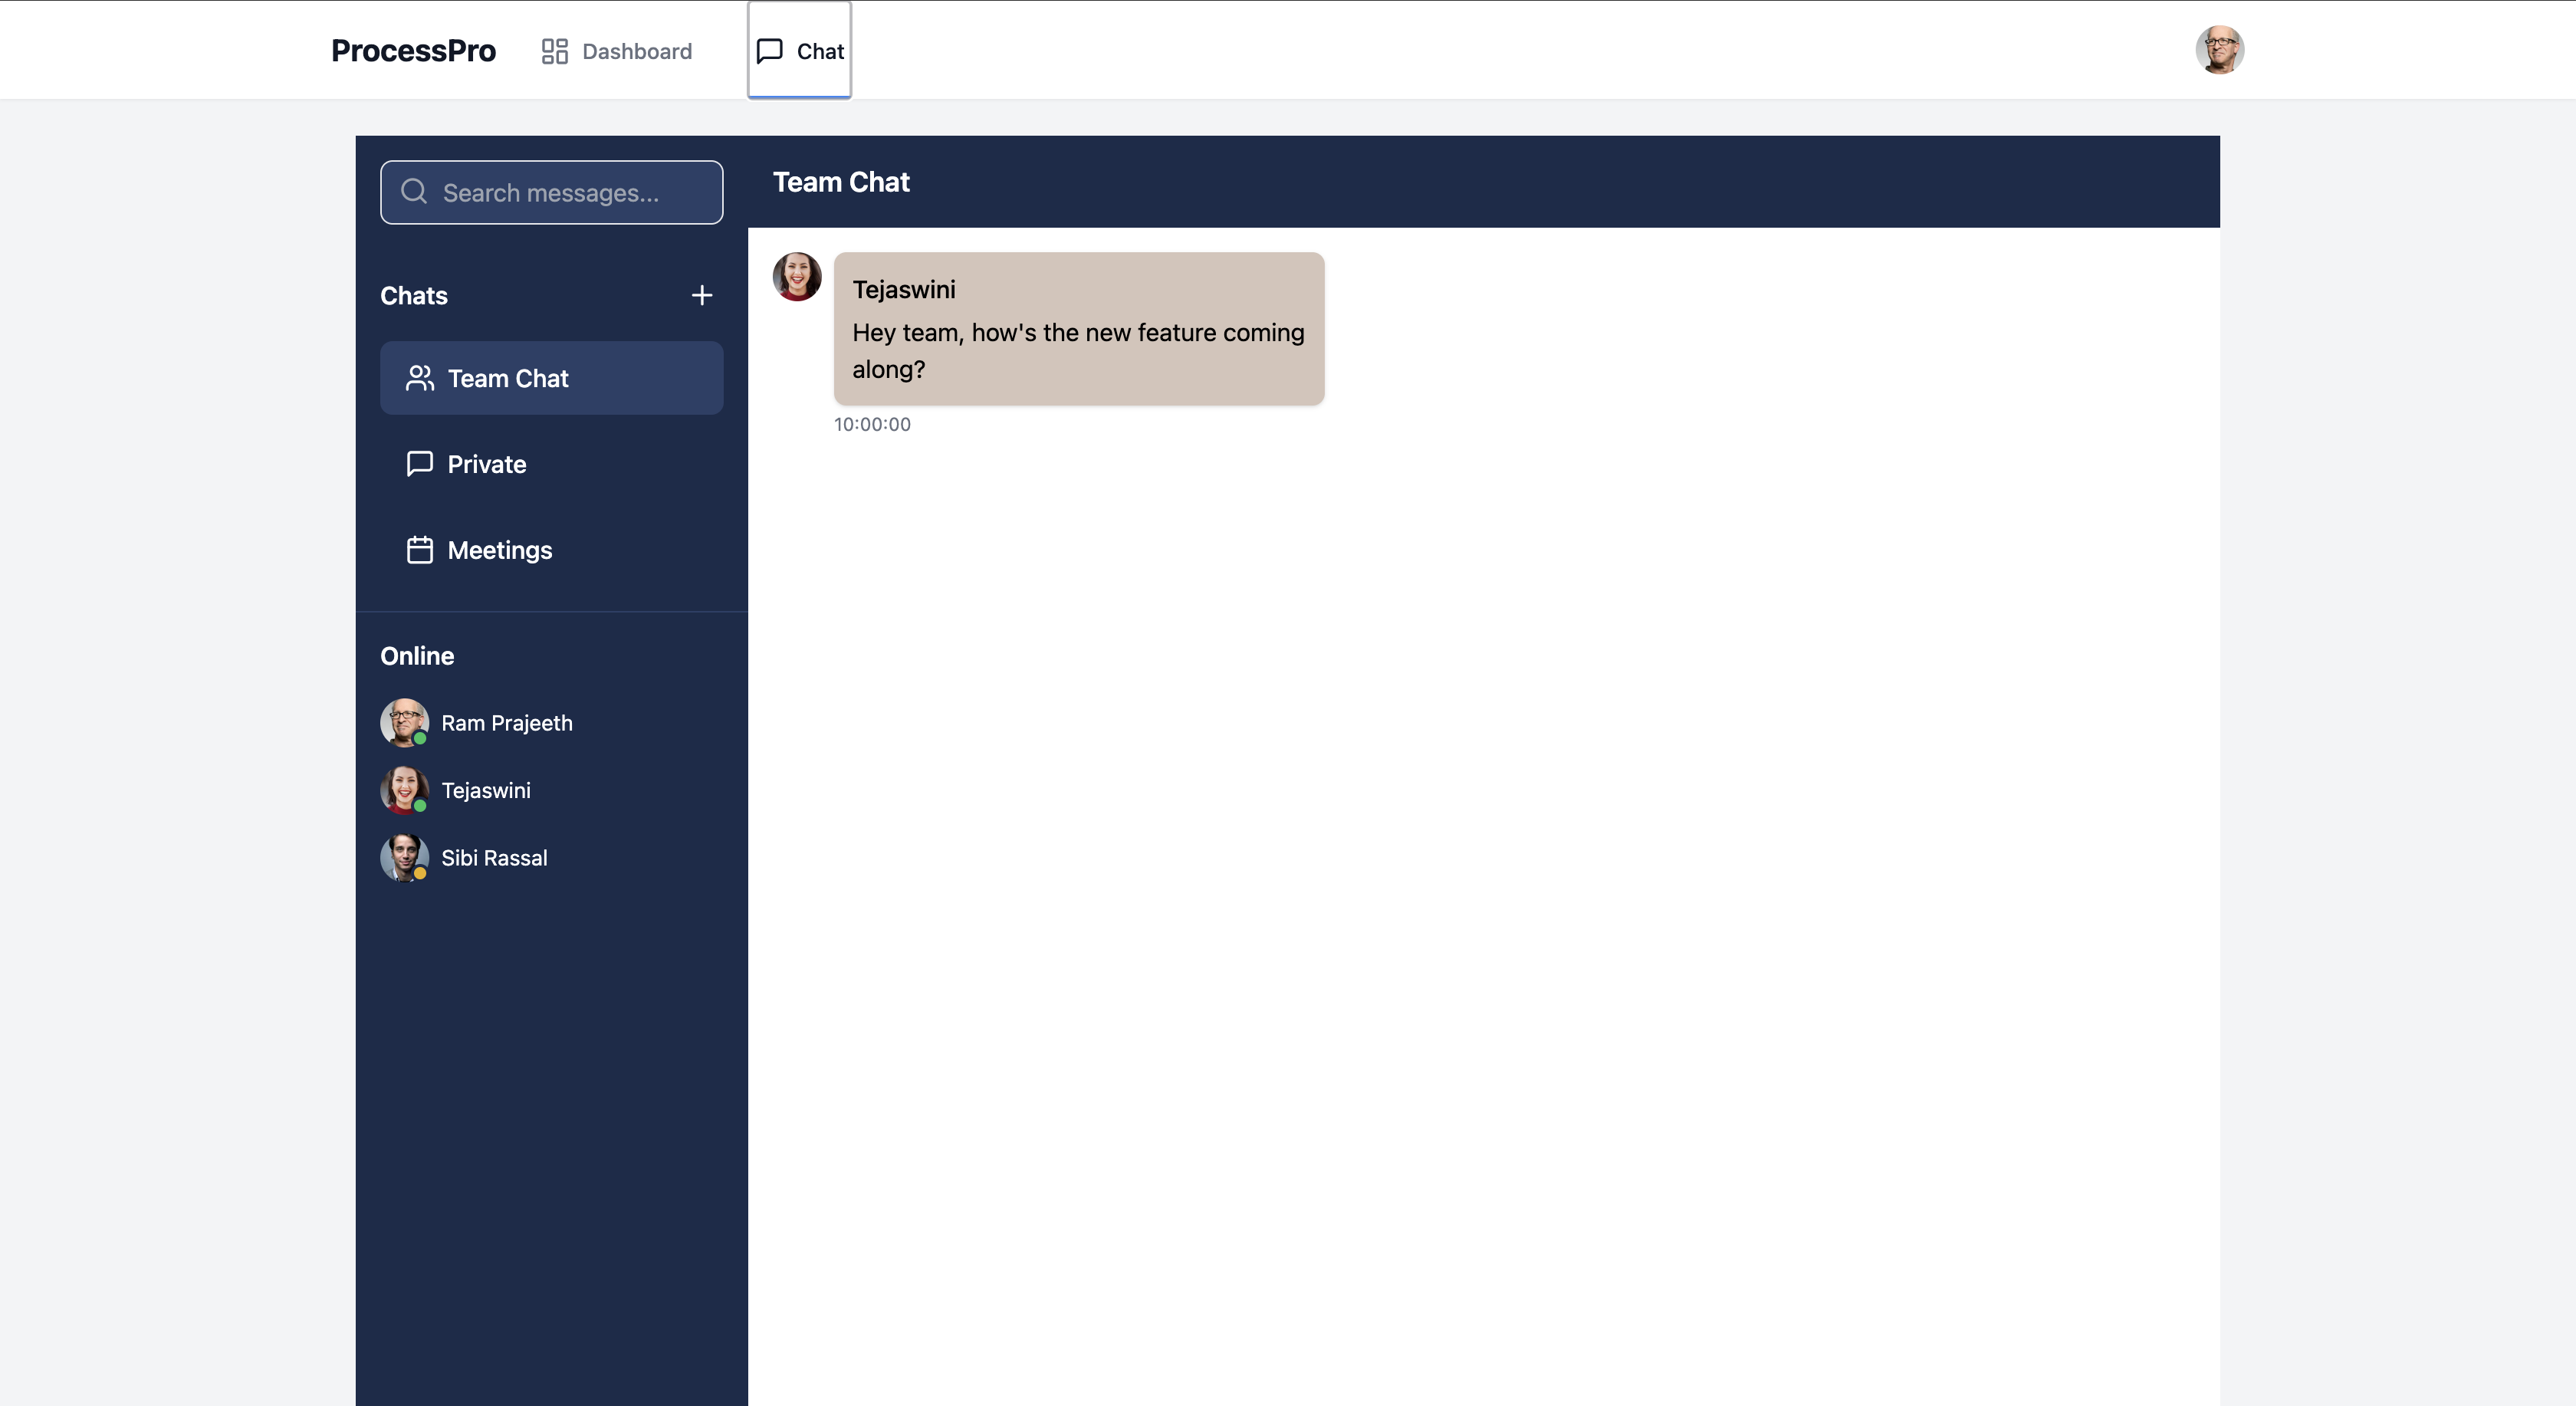 ProcessPro
Dashboard
Chat
Search messages...
Chats
Team Chat
Private
Meetings
Online
Ram Prajeeth
Tejaswini
Sibi Rassal
Team Chat
Tejaswini
Hey team, how's the new feature coming
along?
10:00:00